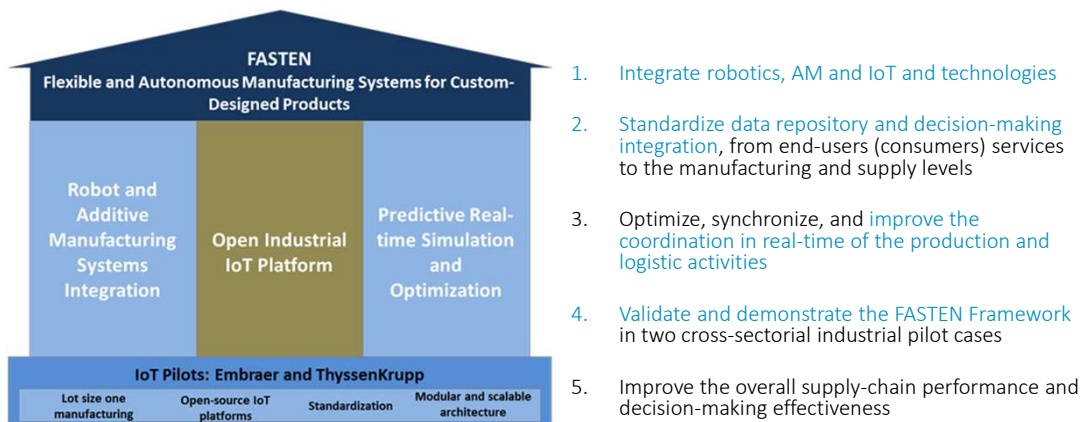 FASTEN
Flexible and Autonomous Manufacturing Systems for Custom-
Designed Products
Robot and
Additive
Manufacturing
Systems
Integration
Open Industrial
IoT Platform
Predictive Real-
time Simulation
and
Optimization
IoT Pilots: Embraer and ThyssenKrupp
Lot size one
manufacturing
Open-source IoT
platforms
Standardization
Modular and scalable
architecture
1. Integrate robotics, AM and IoT and technologies
2. Standardize data repository and decision-making
integration, from end-users (consumers) services
to the manufacturing and supply levels
3. Optimize, synchronize, and improve the
coordination in real-time of the production and
logistic activities
4. Validate and demonstrate the FASTEN Framework
in two cross-sectorial industrial pilot cases
5. Improve the overall supply-chain performance and
decision-making effectiveness